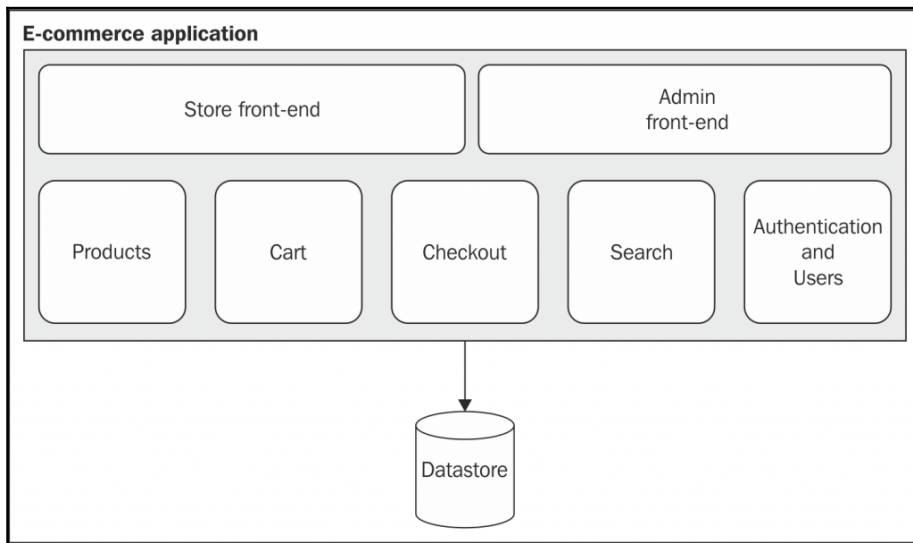 E-commerce application
Store front-end
Admin
front-end
Products
Cart
Checkout
Search
Authentication
and
Users
Datastore